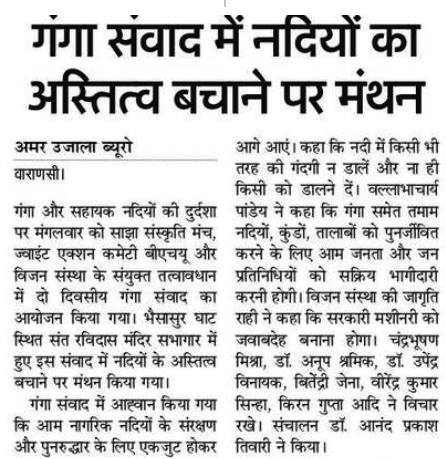 गंगा संवाद में नदियों का
अस्तित्व बचाने पर मंथन
अमर उजाला ब्यूरो
वाराणसी।
गंगा और सहायक नदियों की दुर्दशा
पर मंगलवार को साझा संस्कृति मंच,
ज्वाइंट एक्शन कमेटी बीएचयू और
विजन संस्था के संयुक्त तत्वावधान
में दो दिवसीय गंगा संवाद का
आयोजन किया गया। भैसासुर घाट
स्थित संत रविदास मंदिर सभागार में
हुए इस संवाद में नदियों के अस्तित्व
बचाने पर मंथन किया गया।
गंगा संवाद में आह्वान किया गया
कि आम नागरिक नदियों के संरक्षण
और पुनरुद्धार के लिए एकजुट होकर
आगे आएं। कहा कि नदी में किसी भी
तरह की गंदगी न डालें और ना ही
किसी को डालने दें। वल्लाभाचार्य
पांडेय ने कहा कि गंगा समेत तमाम
नदियों, कुंडों, तालाबों को पुनर्जीवित
करने के लिए आम जनता और जन
प्रतिनिधियों को सक्रिय भागीदारी
करनी होगी। विजन संस्था की जागृति
राही ने कहा कि सरकारी मशीनरी को
जवाबदेह बनाना होगा। चंद्रभूषण
मिश्रा, डॉ. अनूप श्रमिक, डॉ. उपेंद्र
विनायक, बितेंद्री जेना, वीरेंद्र कुमार
सिन्हा, किरन गुप्ता आदि ने विचार
रखे। संचालन डॉ. आनंद प्रकाश
तिवारी ने किया।